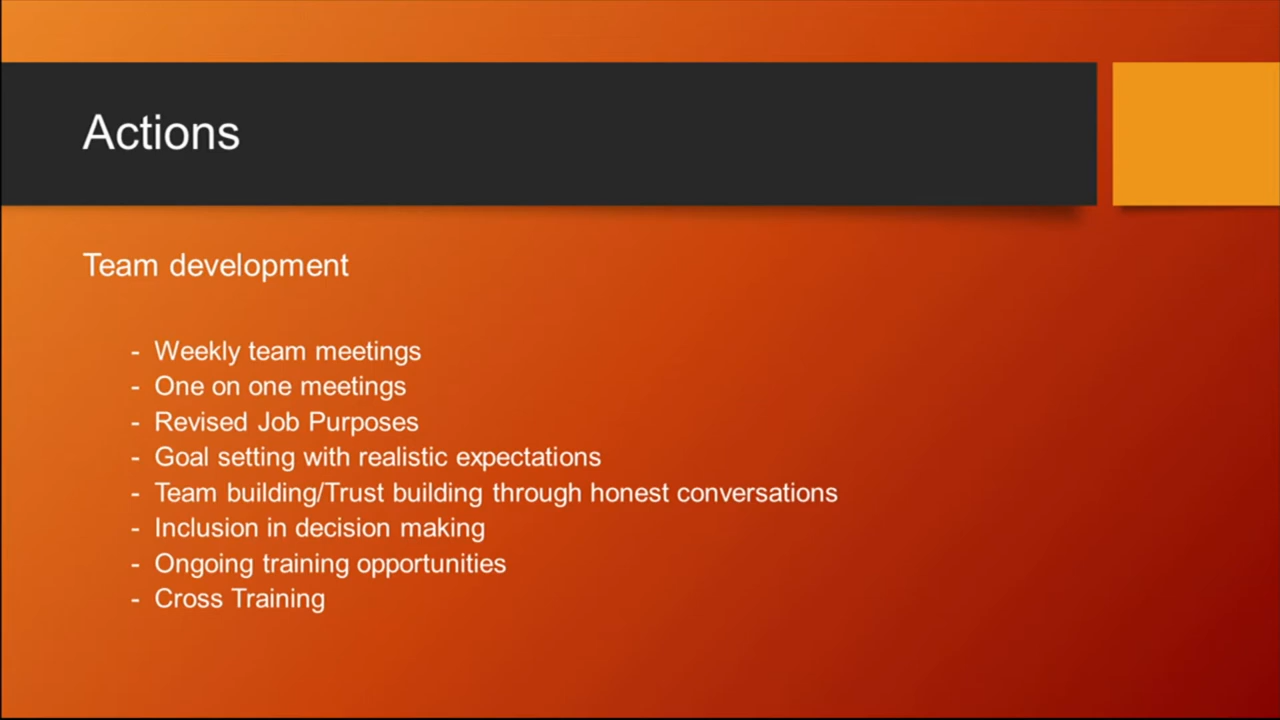 Actions
Team development
- Weekly team meetings
- One on one meetings
- Revised Job Purposes
- Goal setting with realistic expectations
- Team building/Trust building through honest conversations
- Inclusion in decision making
- Ongoing training opportunities
- Cross Training